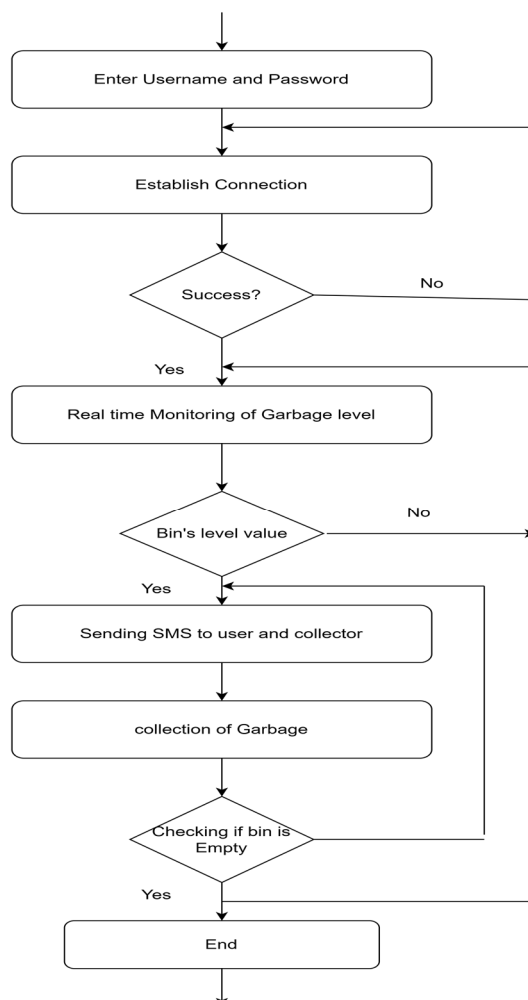 Enter Username and Password
Establish Connection
Success?
No
Yes
Real time Monitoring of Garbage level
No
Bin's level value
Yes
Sending SMS to user and collector
collection of Garbage
Checking if bin is
Empty
Yes
End